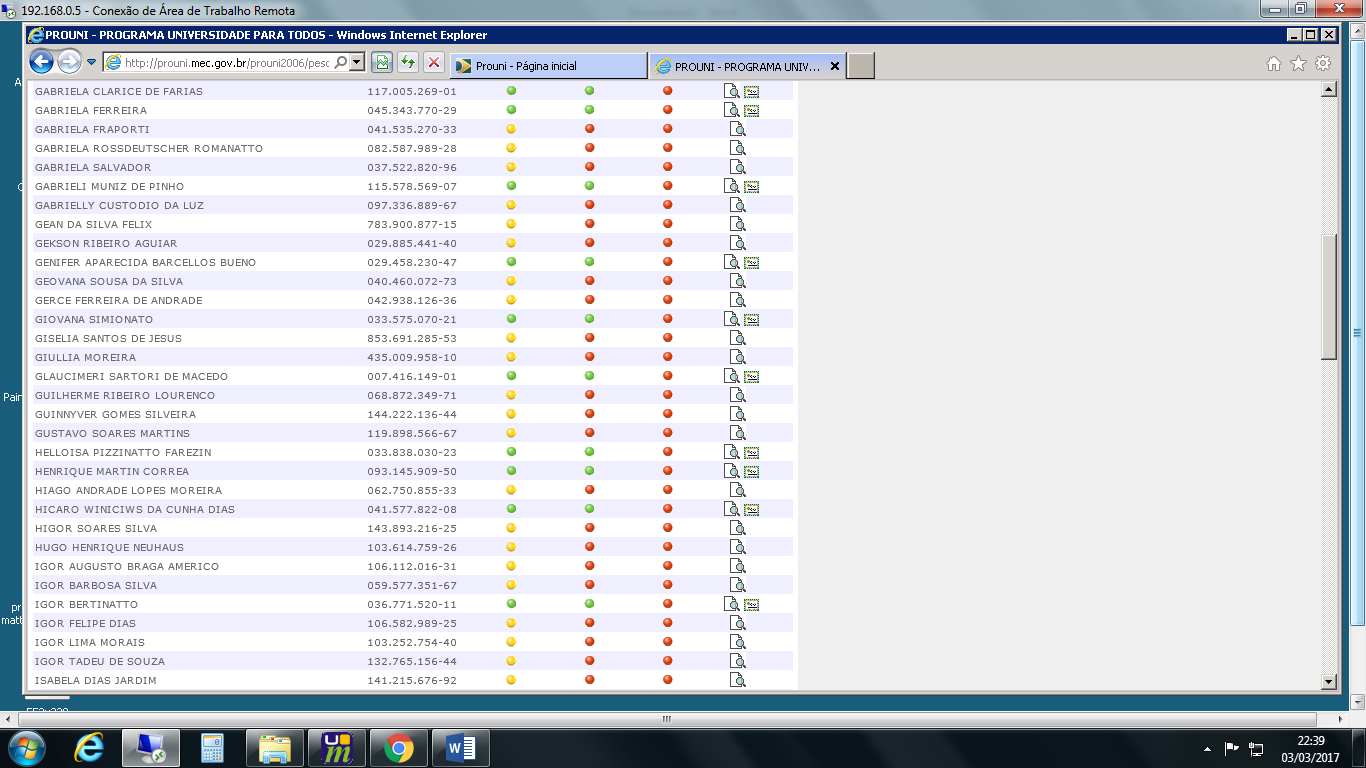 192.168.0.5 - Conexão de Área de Trabalho Remota
PROUNI - PROGRAMA UNIVERSIDADE PARA TODOS - Windows Internet Explorer
http://prouni.mec.gov.br/prouni2006/pesc
Prouni - Página inicial
PROUNI - PROGRAMA UNIV...
GABRIELA CLARICE DE FARIAS 117.005.269-01
GABRIELA FERREIRA 045.343.770-29
GABRIELA FRAPORTI 041.535.270-33
GABRIELA ROSSDEUTSCHER ROMANATTO 082.587.989-28
GABRIELA SALVADOR 037.522.820-96
GABRIELI MUNIZ DE PINHO 115.578.569-07
GABRIELLY CUSTODIO DA LUZ 097.336.889-67
GEAN DA SILVA FELIX 783.900.877-15
GEKSON RIBEIRO AGUIAR 029.885.441-40
GENIFER APARECIDA BARCELLOS BUENO 029.458.230-47
GEOVANA SOUSA DA SILVA 040.460.072-73
GERCE FERREIRA DE ANDRADE 042.938.126-36
GIOVANA SIMIONATO 033.575.070-21
GISELIA SANTOS DE JESUS 853.691.285-53
GIULLIA MOREIRA 435.009.958-10
GLAUCIMERI SARTORI DE MACEDO 007.416.149-01
GUILHERME RIBEIRO LOURENCO 068.872.349-71
GUINNYVER GOMES SILVEIRA 144.222.136-44
GUSTAVO SOARES MARTINS 119.898.566-67
HELLOISA PIZZINATTO FAREZIN 033.838.030-23
HENRIQUE MARTIN CORREA 093.145.909-50
HIAGO ANDRADE LOPES MOREIRA 062.750.855-33
HICARO WINICIWS DA CUNHA DIAS 041.577.822-08
HIGOR SOARES SILVA 143.893.216-25
HUGO HENRIQUE NEUHAUS 103.614.759-26
IGOR AUGUSTO BRAGA AMERICO 106.112.016-31
IGOR BARBOSA SILVA 059.577.351-67
IGOR BERTINATTO 036.771.520-11
IGOR FELIPE DIAS 106.582.989-25
IGOR LIMA MORAIS 103.252.754-40
IGOR TADEU DE SOUZA 132.765.156-44
ISABELA DIAS JARDIM 141.215.676-92
Pain
pr
matt
22:39
03/03/2017